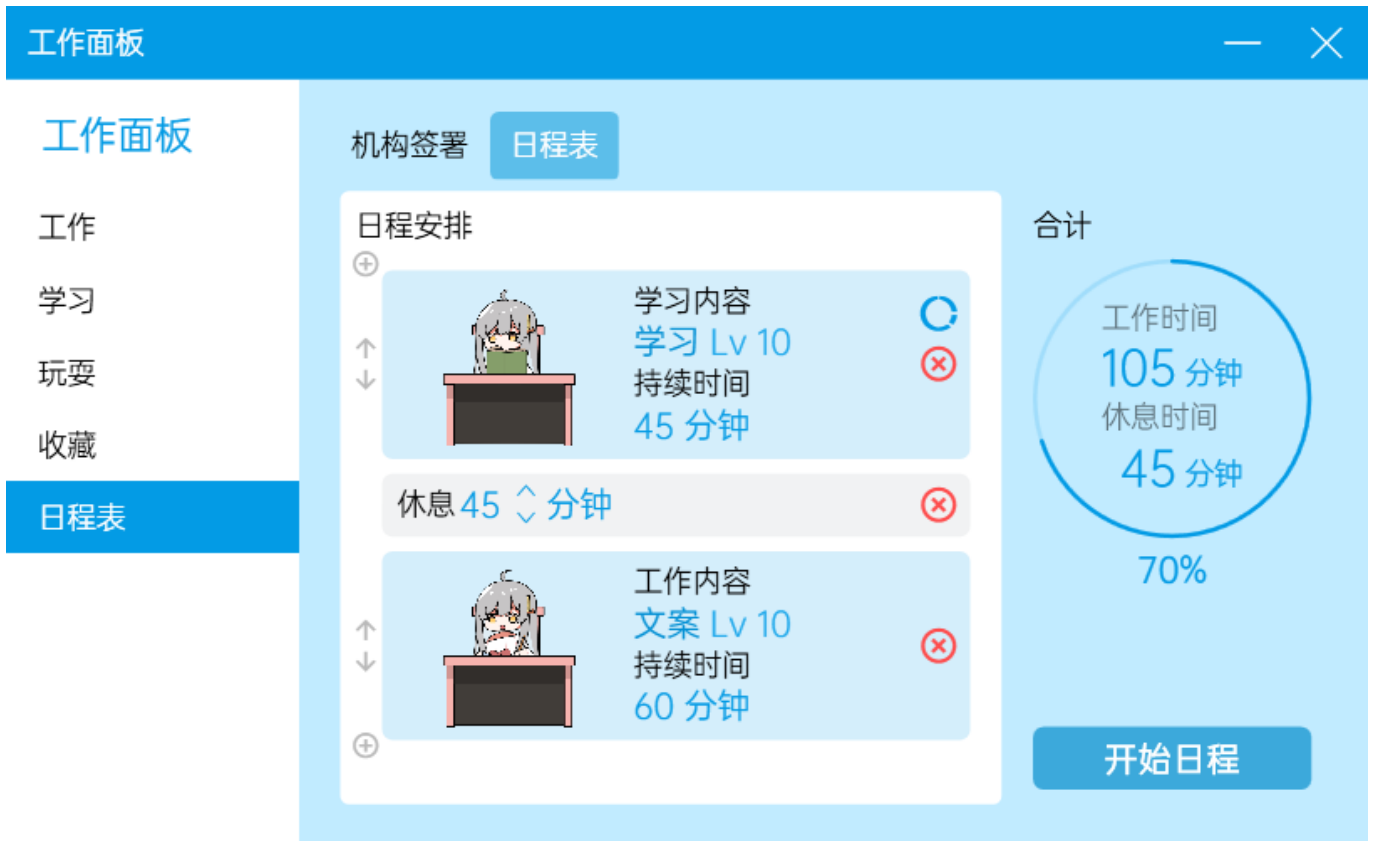 工作面板
工作面板
工作
学习
玩耍
收藏
日程表
机构签署 日程表
日程安排
学习内容
学习 Lv 10
持续时间
45 分钟
休息 45 分钟
工作内容
文案 Lv 10
持续时间
60 分钟
合计
工作时间
105 分钟
休息时间
45 分钟
70%
开始日程